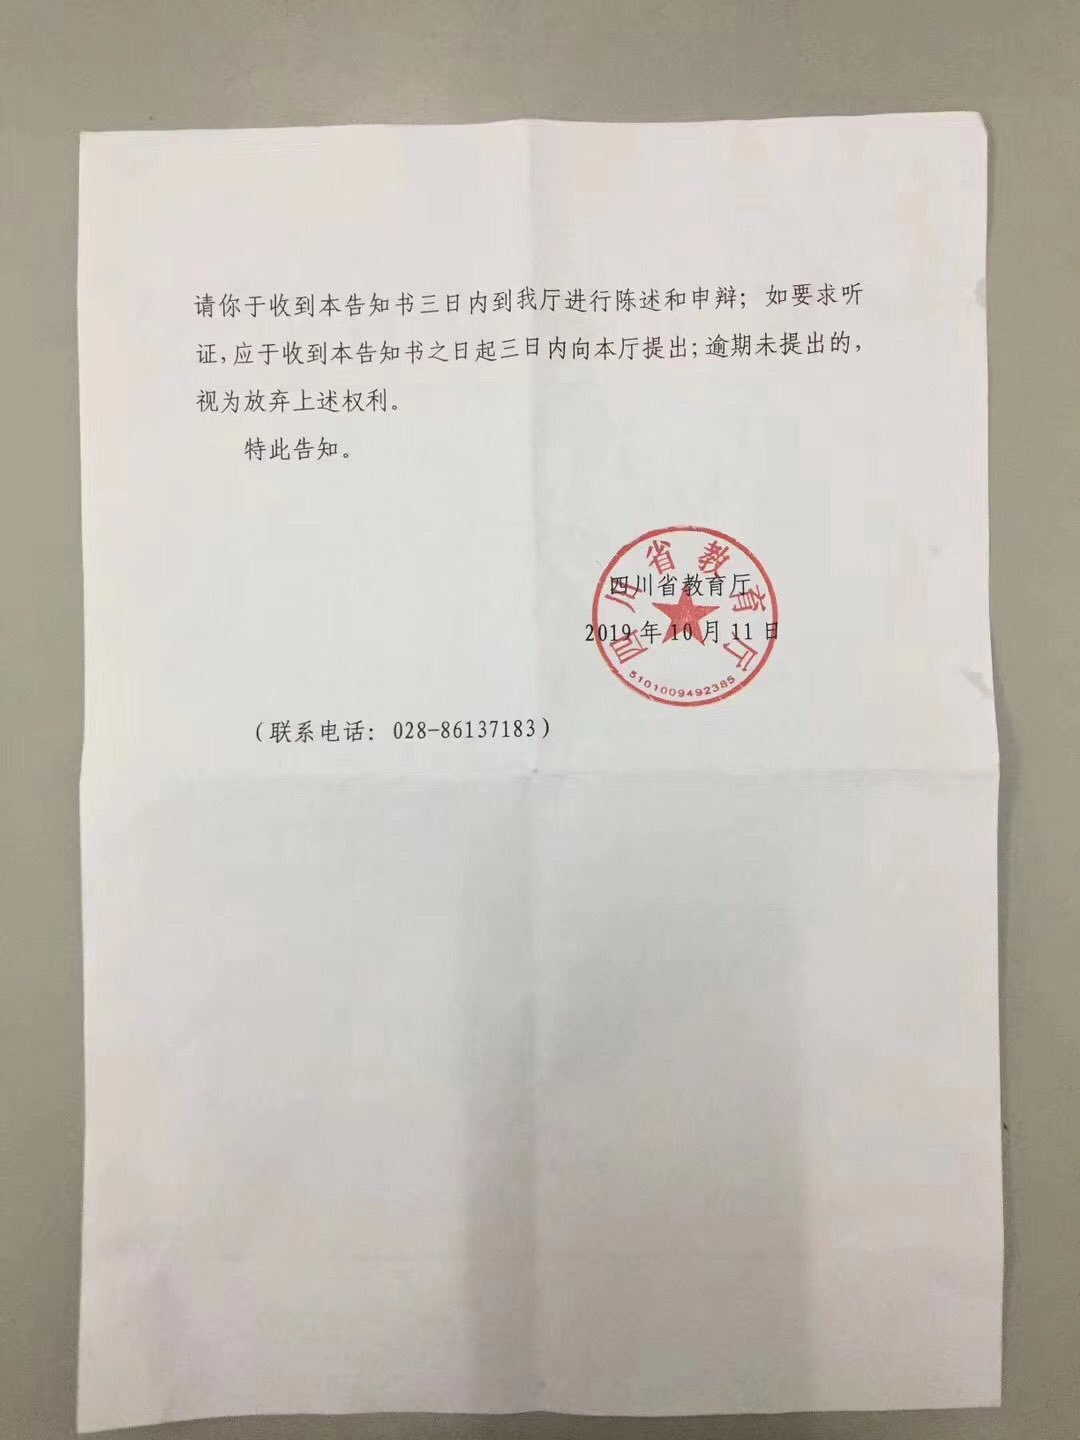 请你于收到本告知书三日内到我厅进行陈述和申辩；如要求听
证，应于收到本告知书之日起三日内向本厅提出；逾期未提出的，
视为放弃上述权利。
特此告知。
四川省教育厅
四川省教育厅
2019年10月11日
5101009492385
（联系电话：028-86137183）